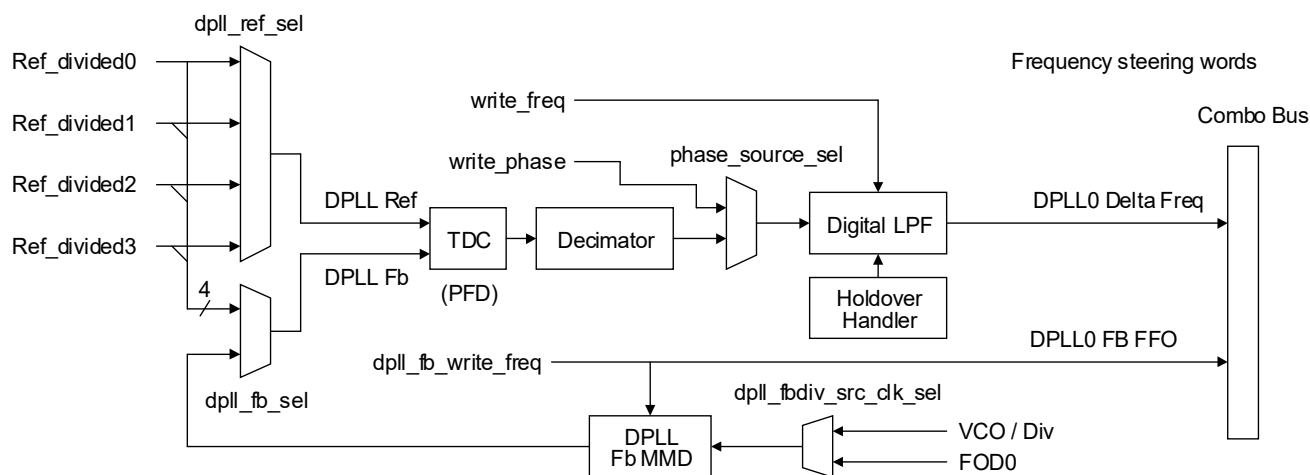 dpll_ref_sel
Ref_divided0
Ref_divided1
Ref_divided2
Ref_divided3
4
dpll_fb_sel
DPLL Ref
DPLL Fb
TDC
(PFD)
Decimator
write_freq
write_phase
phase_source_sel
Digital LPF
Holdover
Handler
Frequency steering words
Combo Bus
DPLL0 Delta Freq
DPLL0 FB FFO
dpll_fb_write_freq
dpll_fbdiv_src_clk_sel
DPLL
Fb MMD
VCO / Div
FOD0